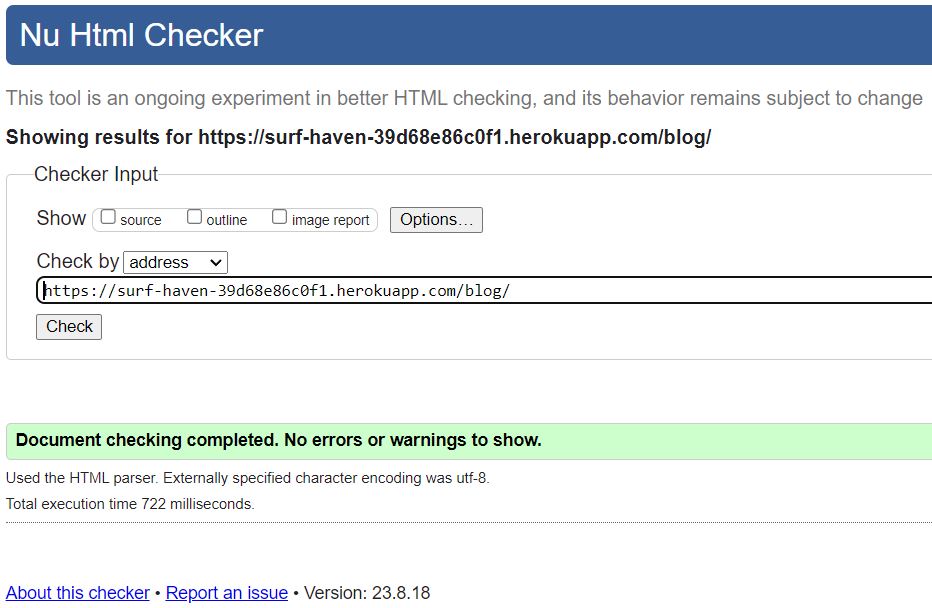 Nu Html Checker
This tool is an ongoing experiment in better HTML checking, and its behavior remains subject to change
Showing results for https://surf-haven-39d68e86c0f1.herokuapp.com/blog/
Checker Input
Show source outline image report Options...
Check by address
https://surf-haven-39d68e86c0f1.herokuapp.com/blog/
Check
Document checking completed. No errors or warnings to show.
Used the HTML parser. Externally specified character encoding was utf-8.
Total execution time 722 milliseconds.
About this checker • Report an issue • Version: 23.8.18